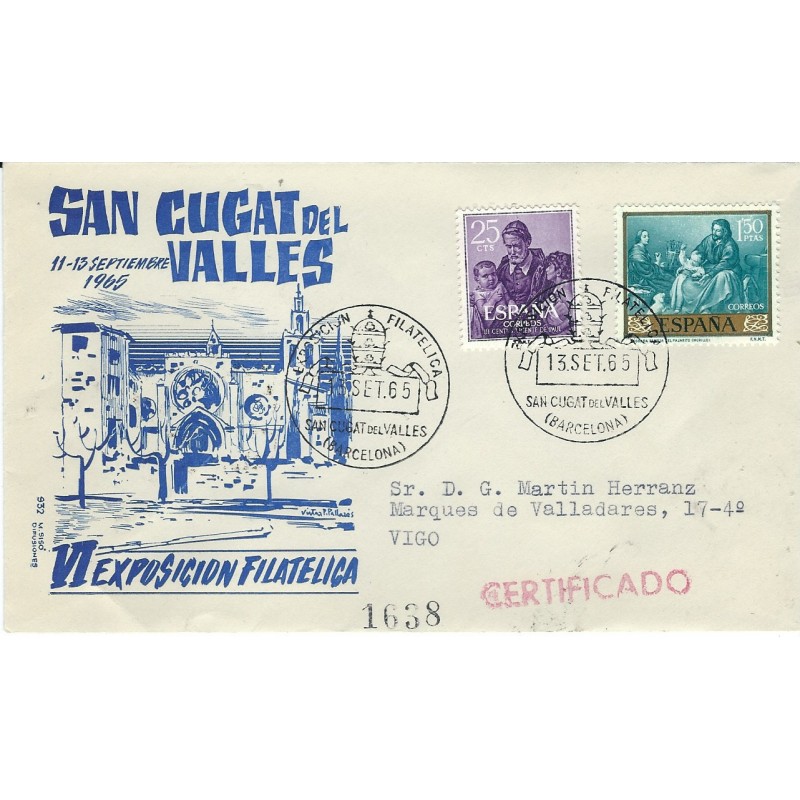 SAN CUGAT DEL
VALLES
11-13 SEPTIEMBRE
1965
932 M. SISÓ
DIFUSIONES
VI EXPOSICION FILATELICA
25
CTS
ESPAÑA
CORREOS
1'50
PTAS
CORREOS
ESPAÑA
F.N.M.T.
EXPOSICION FILATELICA
13.SET.65
SAN CUGAT DEL VALLES
(BARCELONA)
EXPOSICION FILATELICA
13.SET.65
SAN CUGAT DEL VALLES
(BARCELONA)
Sr. D. G. Martin Herranz
Marques de Valladares, 17-4º
VIGO
CERTIFICADO
1638